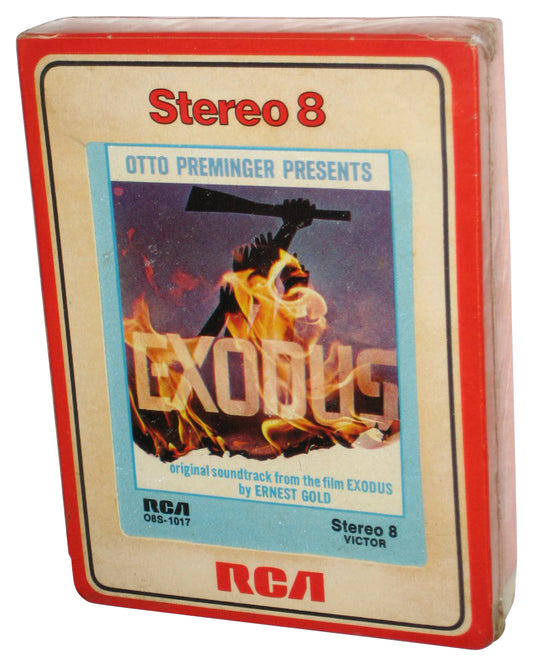 Stereo 8
OTTO PREMINGER PRESENTS
EXODUS
original soundtrack from the film EXODUS
by ERNEST GOLD
RCA
O8S-1017
Stereo 8
VICTOR
RCA